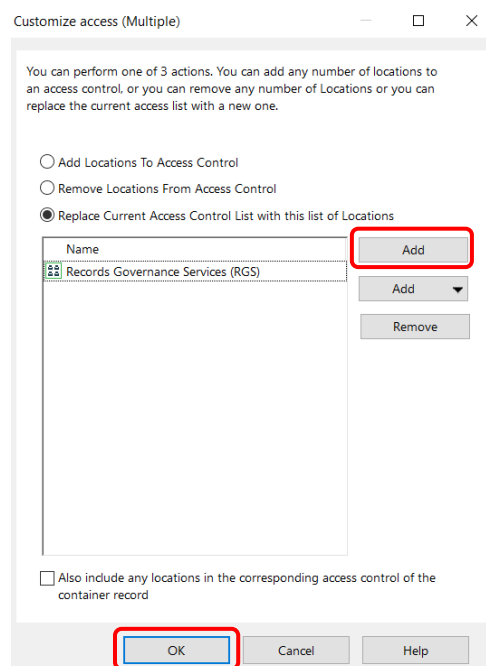 Customize access (Multiple)
You can perform one of 3 actions. You can add any number of locations to
an access control, or you can remove any number of Locations or you can
replace the current access list with a new one.
Add Locations To Access Control
Remove Locations From Access Control
Replace Current Access Control List with this list of Locations
Name
Add
Records Governance Services (RGS)
Add
Remove
Also include any locations in the corresponding access control of the
container record
OK Cancel Help